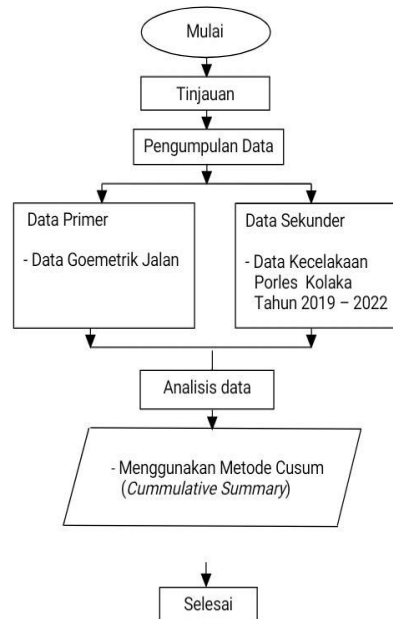 Mulai
Tinjauan
Pengumpulan Data
Data Primer
- Data Goemetrik Jalan
Data Sekunder
- Data Kecelakaan
Porles Kolaka
Tahun 2019 – 2022
Analisis data
- Menggunakan Metode Cusum
(Cummulative Summary)
Selesai